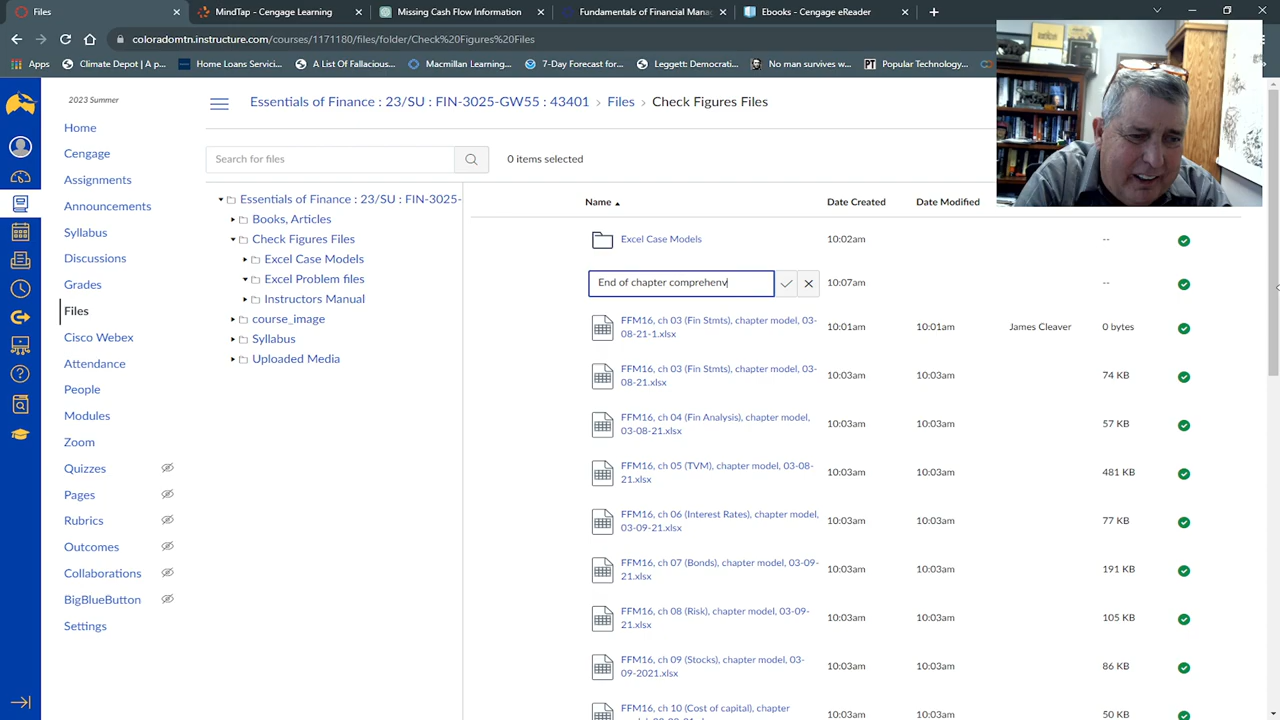 Files
MindTap - Cengage Learning
Missing Cash Flow Interest Rate
Fundamentals of Financial Mana
Ebooks - Cengage eReader
coloradomtn.instructure.com
Apps
Climate Depot | A p...
Home Loans Servic...
Macmillan Learning...
7-Day Forecast for...
Leggett Democrati...
No man survives w...
Popular Technology...
2023 Summer
Essentials of Finance : 23/SU : FIN-3025-GW55 : 43401 › Files › Check Figures Files
Home
Cengage
Assignments
Announcements
Syllabus
Discussions
Grades
Files
Cisco Webex
Attendance
People
Modules
Zoom
Quizzes
Pages
Rubrics
Outcomes
Collaborations
BigBlueButton
Settings
Search for files
0 items selected
Essentials of Finance : 23/SU : FIN-3025-
Books, Articles
Check Figures Files
Excel Case Models
Excel Problem files
Instructors Manual
course_image
Syllabus
Uploaded Media
Name Date Created Date Modified
Excel Case Models 10:02am --
End of chapter comprehenv 10:07am --
FFM16, ch 03 (Fin Stmts), chapter model, 03- 10:01am 10:01am James Cleaver 0 bytes
08-21-1.xlsx
FFM16, ch 03 (Fin Stmts), chapter model, 03- 10:03am 10:03am 74 KB
08-21.xlsx
FFM16, ch 04 (Fin Analysis), chapter model, 10:03am 10:03am 57 KB
03-08-21.xlsx
FFM16, ch 05 (TVM), chapter model, 03-08- 10:03am 10:03am 481 KB
21.xlsx
FFM16, ch 06 (Interest Rates), chapter model, 10:03am 10:03am 77 KB
03-09-21.xlsx
FFM16, ch 07 (Bonds), chapter model, 03-09- 10:03am 10:03am 191 KB
21.xlsx
FFM16, ch 08 (Risk), chapter model, 03-09- 10:03am 10:03am 105 KB
21.xlsx
FFM16, ch 09 (Stocks), chapter model, 03- 10:03am 10:03am 86 KB
09-2021.xlsx
FFM16, ch 10 (Cost of capital), chapter 10:03am 10:03am 50 KB